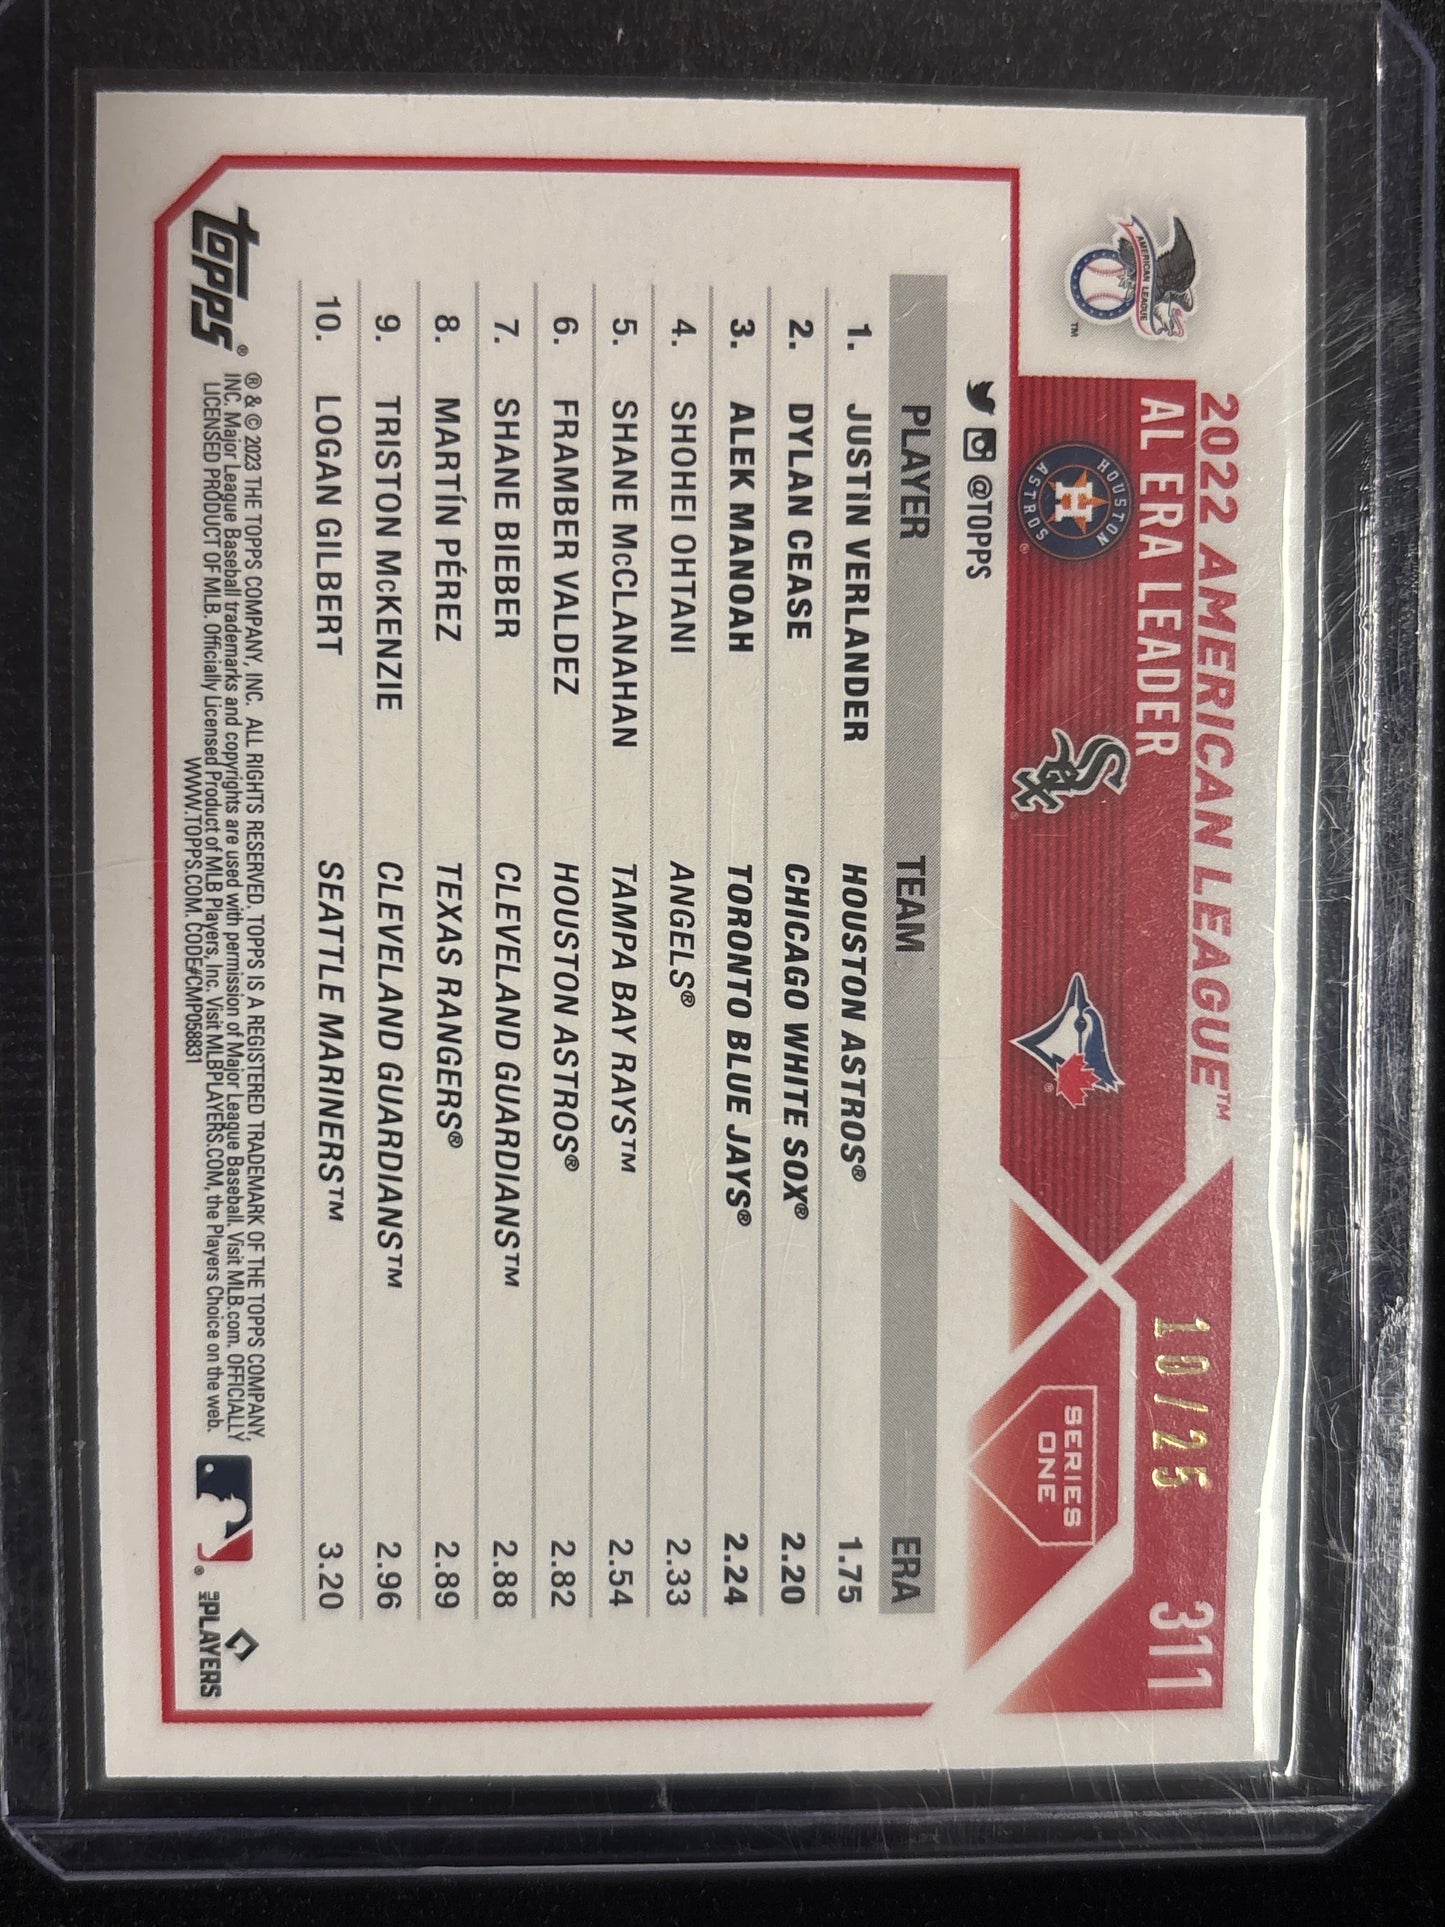 AMERICAN LEAGUE
TM
2022 AMERICAN LEAGUE™
10/25
311
AL ERA LEADER
HOUSTON
ASTROS
®
Sox
®
SERIES
ONE
@TOPPS
PLAYER TEAM ERA
1. JUSTIN VERLANDER HOUSTON ASTROS® 1.75
2. DYLAN CEASE CHICAGO WHITE SOX® 2.20
3. ALEK MANOAH TORONTO BLUE JAYS® 2.24
4. SHOHEI OHTANI ANGELS® 2.33
5. SHANE McCLANAHAN TAMPA BAY RAYS™ 2.54
6. FRAMBER VALDEZ HOUSTON ASTROS® 2.82
7. SHANE BIEBER CLEVELAND GUARDIANS™ 2.88
8. MARTÍN PÉREZ TEXAS RANGERS® 2.89
9. TRISTON McKENZIE CLEVELAND GUARDIANS™ 2.96
10. LOGAN GILBERT SEATTLE MARINERS™ 3.20
topps®
® & © 2023 THE TOPPS COMPANY, INC. ALL RIGHTS RESERVED. TOPPS IS A REGISTERED TRADEMARK OF THE TOPPS COMPANY,
INC. Major League Baseball trademarks and copyrights are used with permission of Major League Baseball. Visit MLB.com. OFFICIALLY
LICENSED PRODUCT OF MLB. Officially Licensed Product of MLB Players, Inc. Visit MLBPLAYERS.COM, the Players Choice on the web.
WWW.TOPPS.COM. CODE#CMP058831
®
MLB PLAYERS